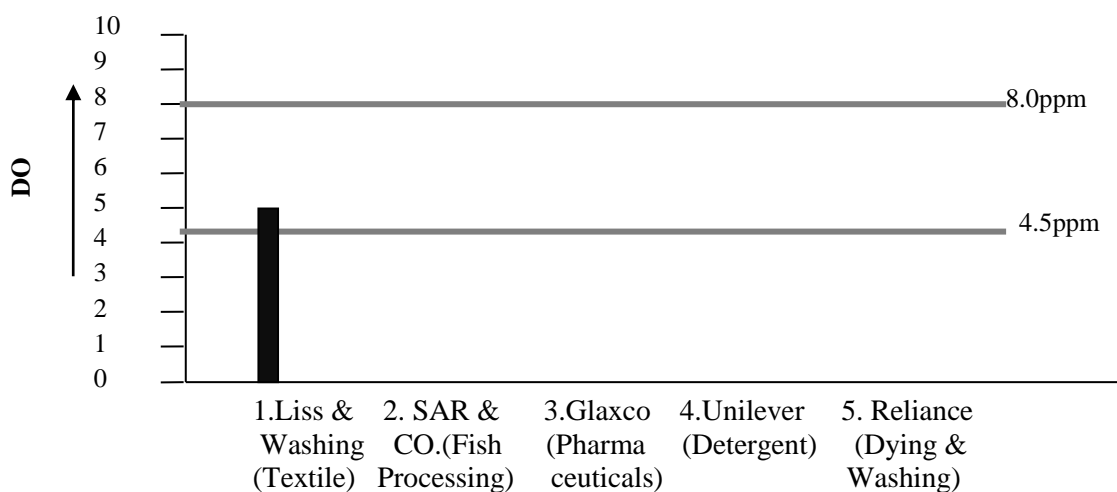 10
9
8
7
6
5
4
3
2
1
0
DO
8.0ppm
4.5ppm
1.Liss &
Washing
(Textile)
2. SAR &
CO.(Fish
Processing)
3.Glaxco
(Pharma
ceuticals)
4.Unilever
(Detergent)
5. Reliance
(Dying &
Washing)